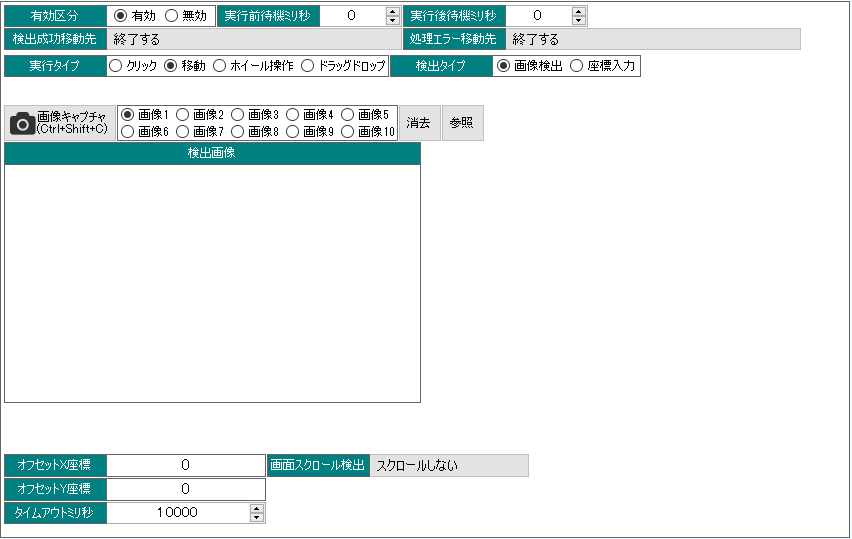 有効区分 有効 無効 実行前待機ミリ秒 0 実行後待機ミリ秒 0
検出成功移動先 終了する 処理エラー移動先 終了する
実行タイプ クリック 移動 ホイール操作 ドラッグドロップ 検出タイプ 画像検出 座標入力
画像キャプチャ
(Ctrl+Shift+C)
画像1 画像2 画像3 画像4 画像5
画像6 画像7 画像8 画像9 画像10
消去 参照
検出画像
オフセットX座標 0 画面スクロール検出 スクロールしない
オフセットY座標 0
タイムアウトミリ秒 10000